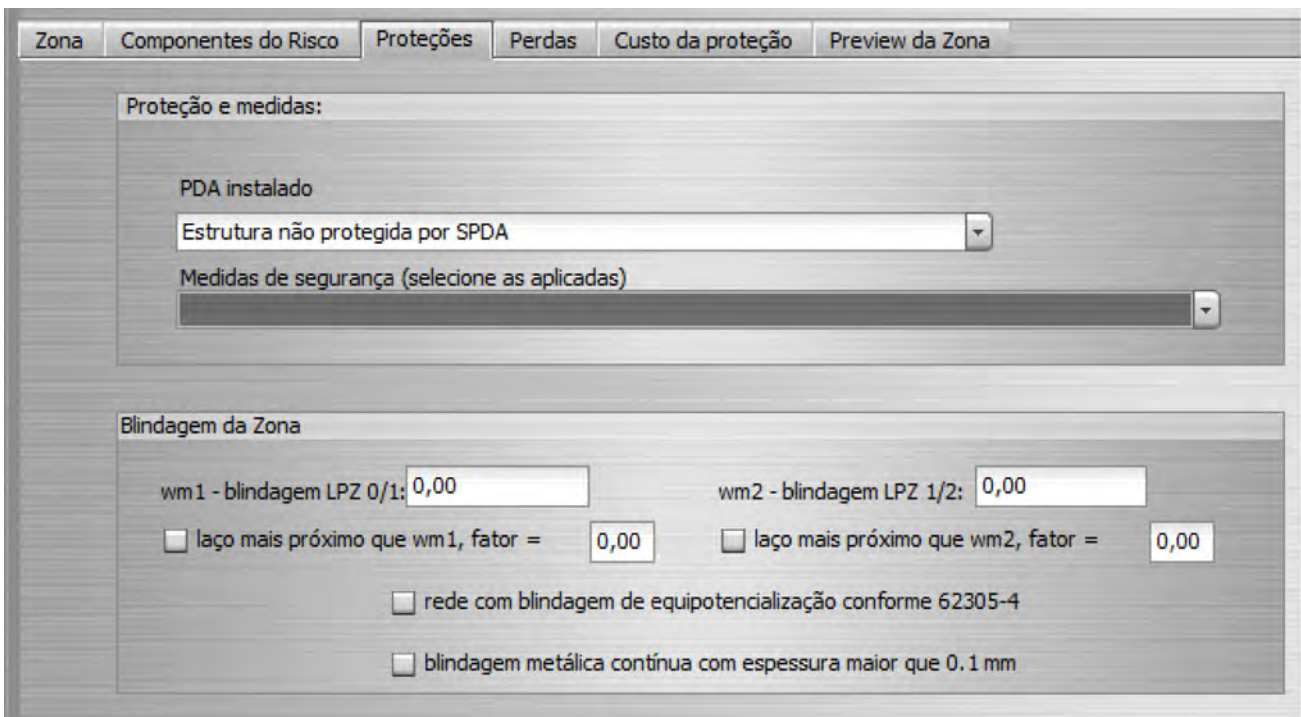 Zona Componentes do Risco Proteções Perdas Custo da proteção Preview da Zona
Proteção e medidas:
PDA instalado
Estrutura não protegida por SPDA
Medidas de segurança (selecione as aplicadas)
Blindagem da Zona
wm1 - blindagem LPZ 0/1: 0,00 wm2 - blindagem LPZ 1/2: 0,00
laço mais próximo que wm1, fator = 0,00 laço mais próximo que wm2, fator = 0,00
rede com blindagem de equipotencialização conforme 62305-4
blindagem metálica contínua com espessura maior que 0.1 mm